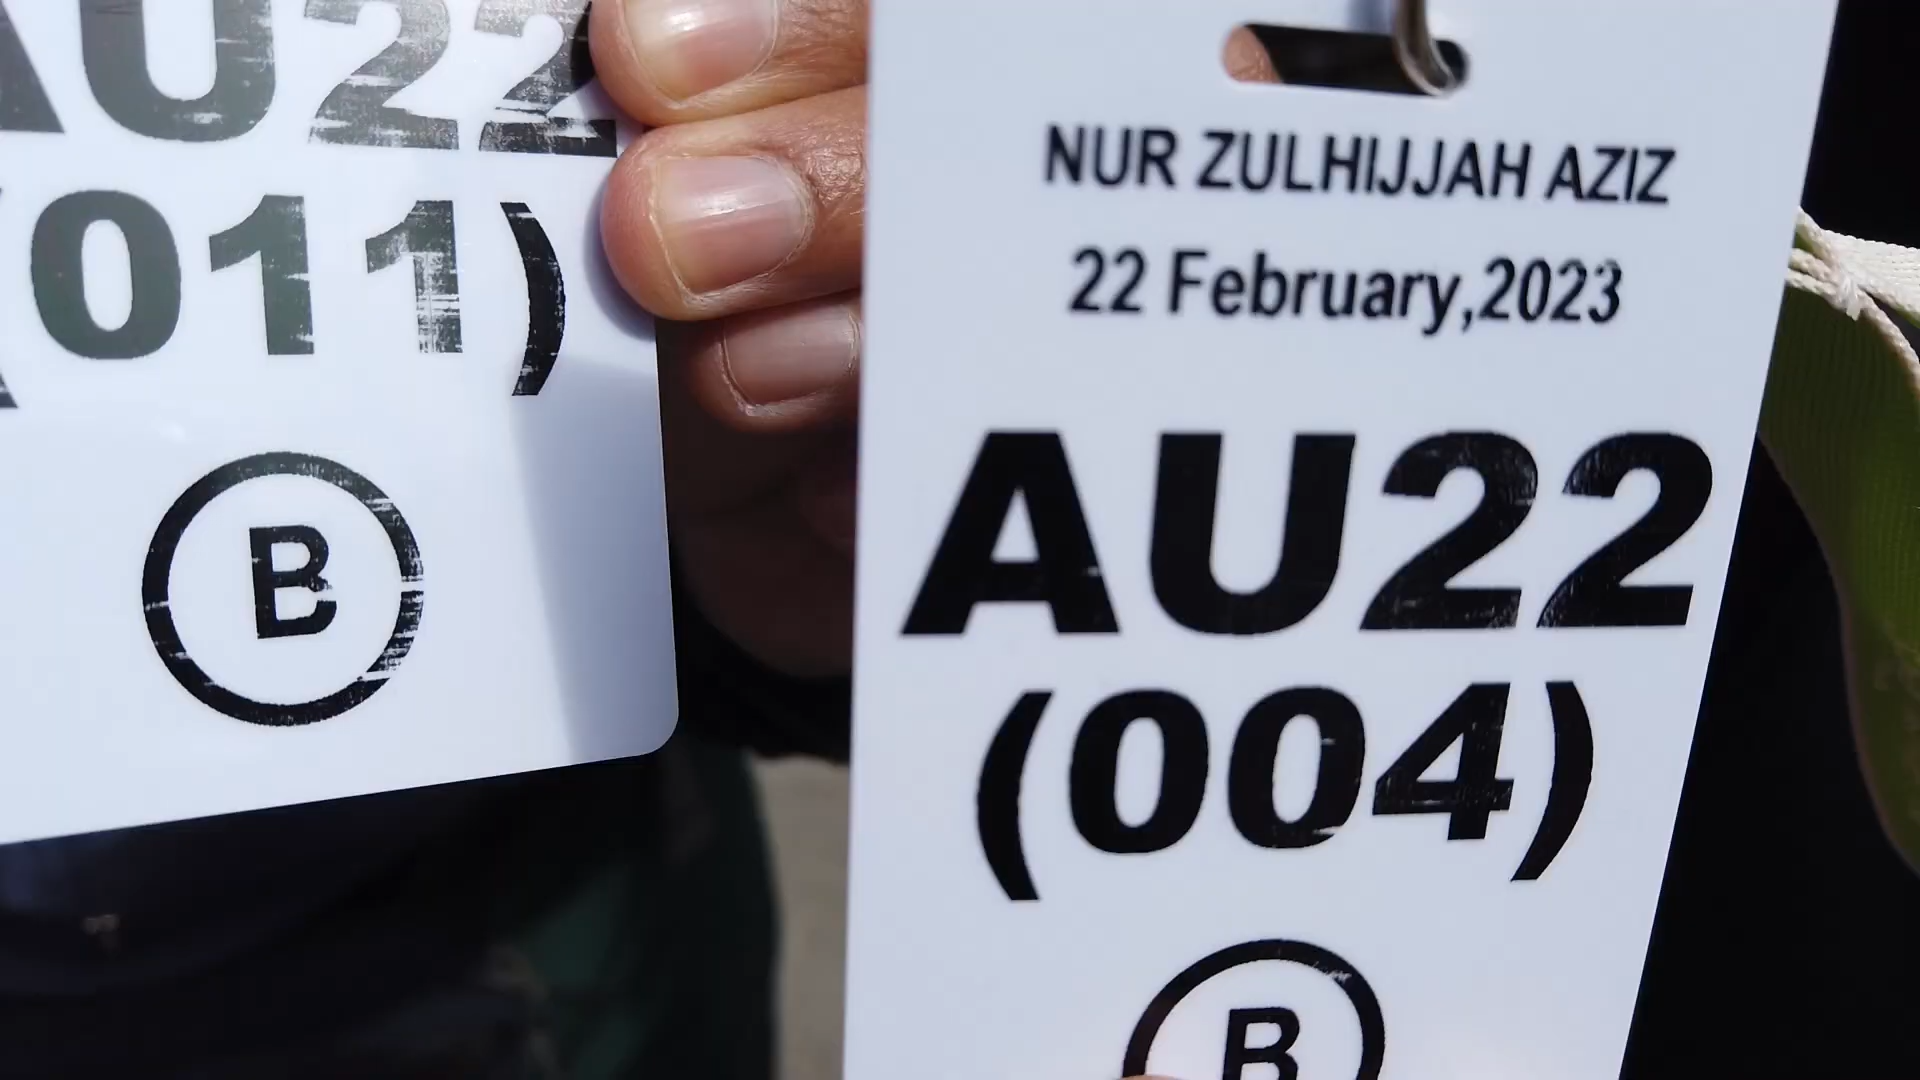 AU22
(011)
B
NUR ZULHIJJAH AZIZ
22 February,2023
AU22
(004)
B